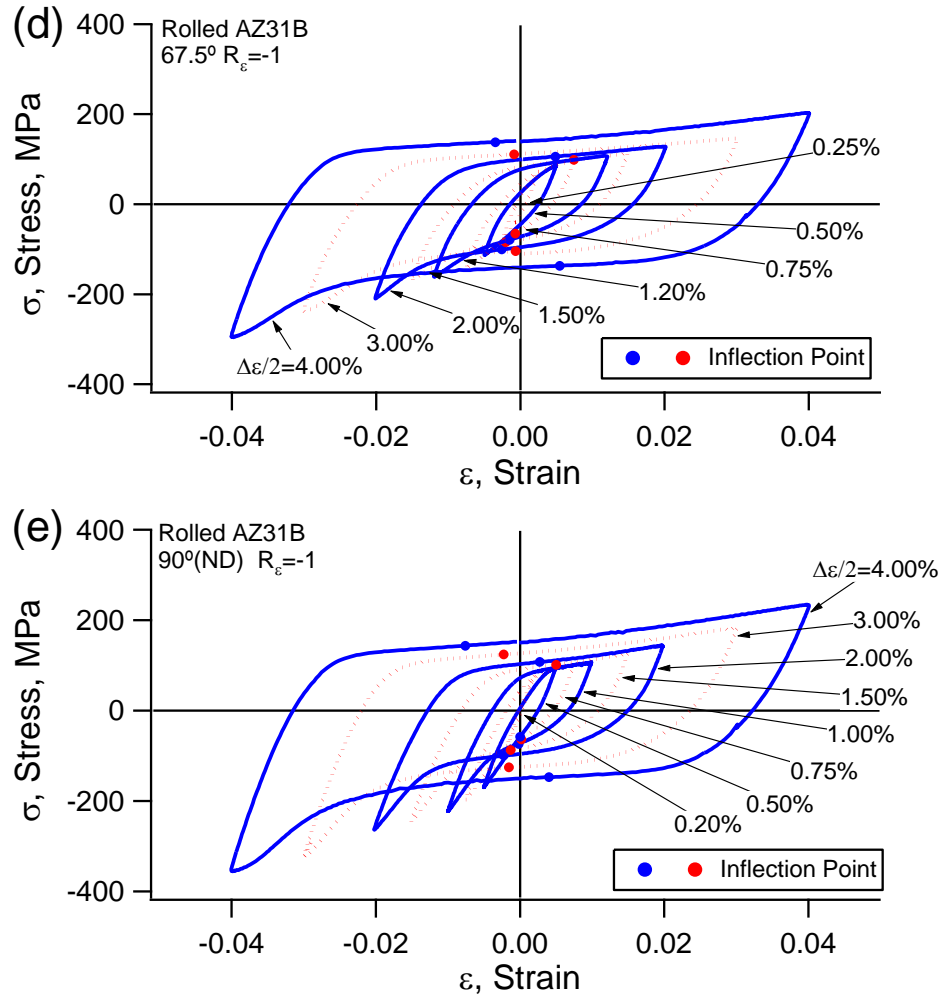 (d)
Rolled AZ31B
67.5º Rε=-1
400
200
0
-200
-400
σ, Stress, MPa
0.25%
0.50%
0.75%
1.20%
1.50%
2.00%
3.00%
Δε/2=4.00%
Inflection Point
-0.04
-0.02
0.00
0.02
0.04
ε, Strain
(e)
Rolled AZ31B
90º(ND) Rε=-1
400
200
0
-200
-400
σ, Stress, MPa
Δε/2=4.00%
3.00%
2.00%
1.50%
1.00%
0.75%
0.50%
0.20%
Inflection Point
-0.04
-0.02
0.00
0.02
0.04
ε, Strain